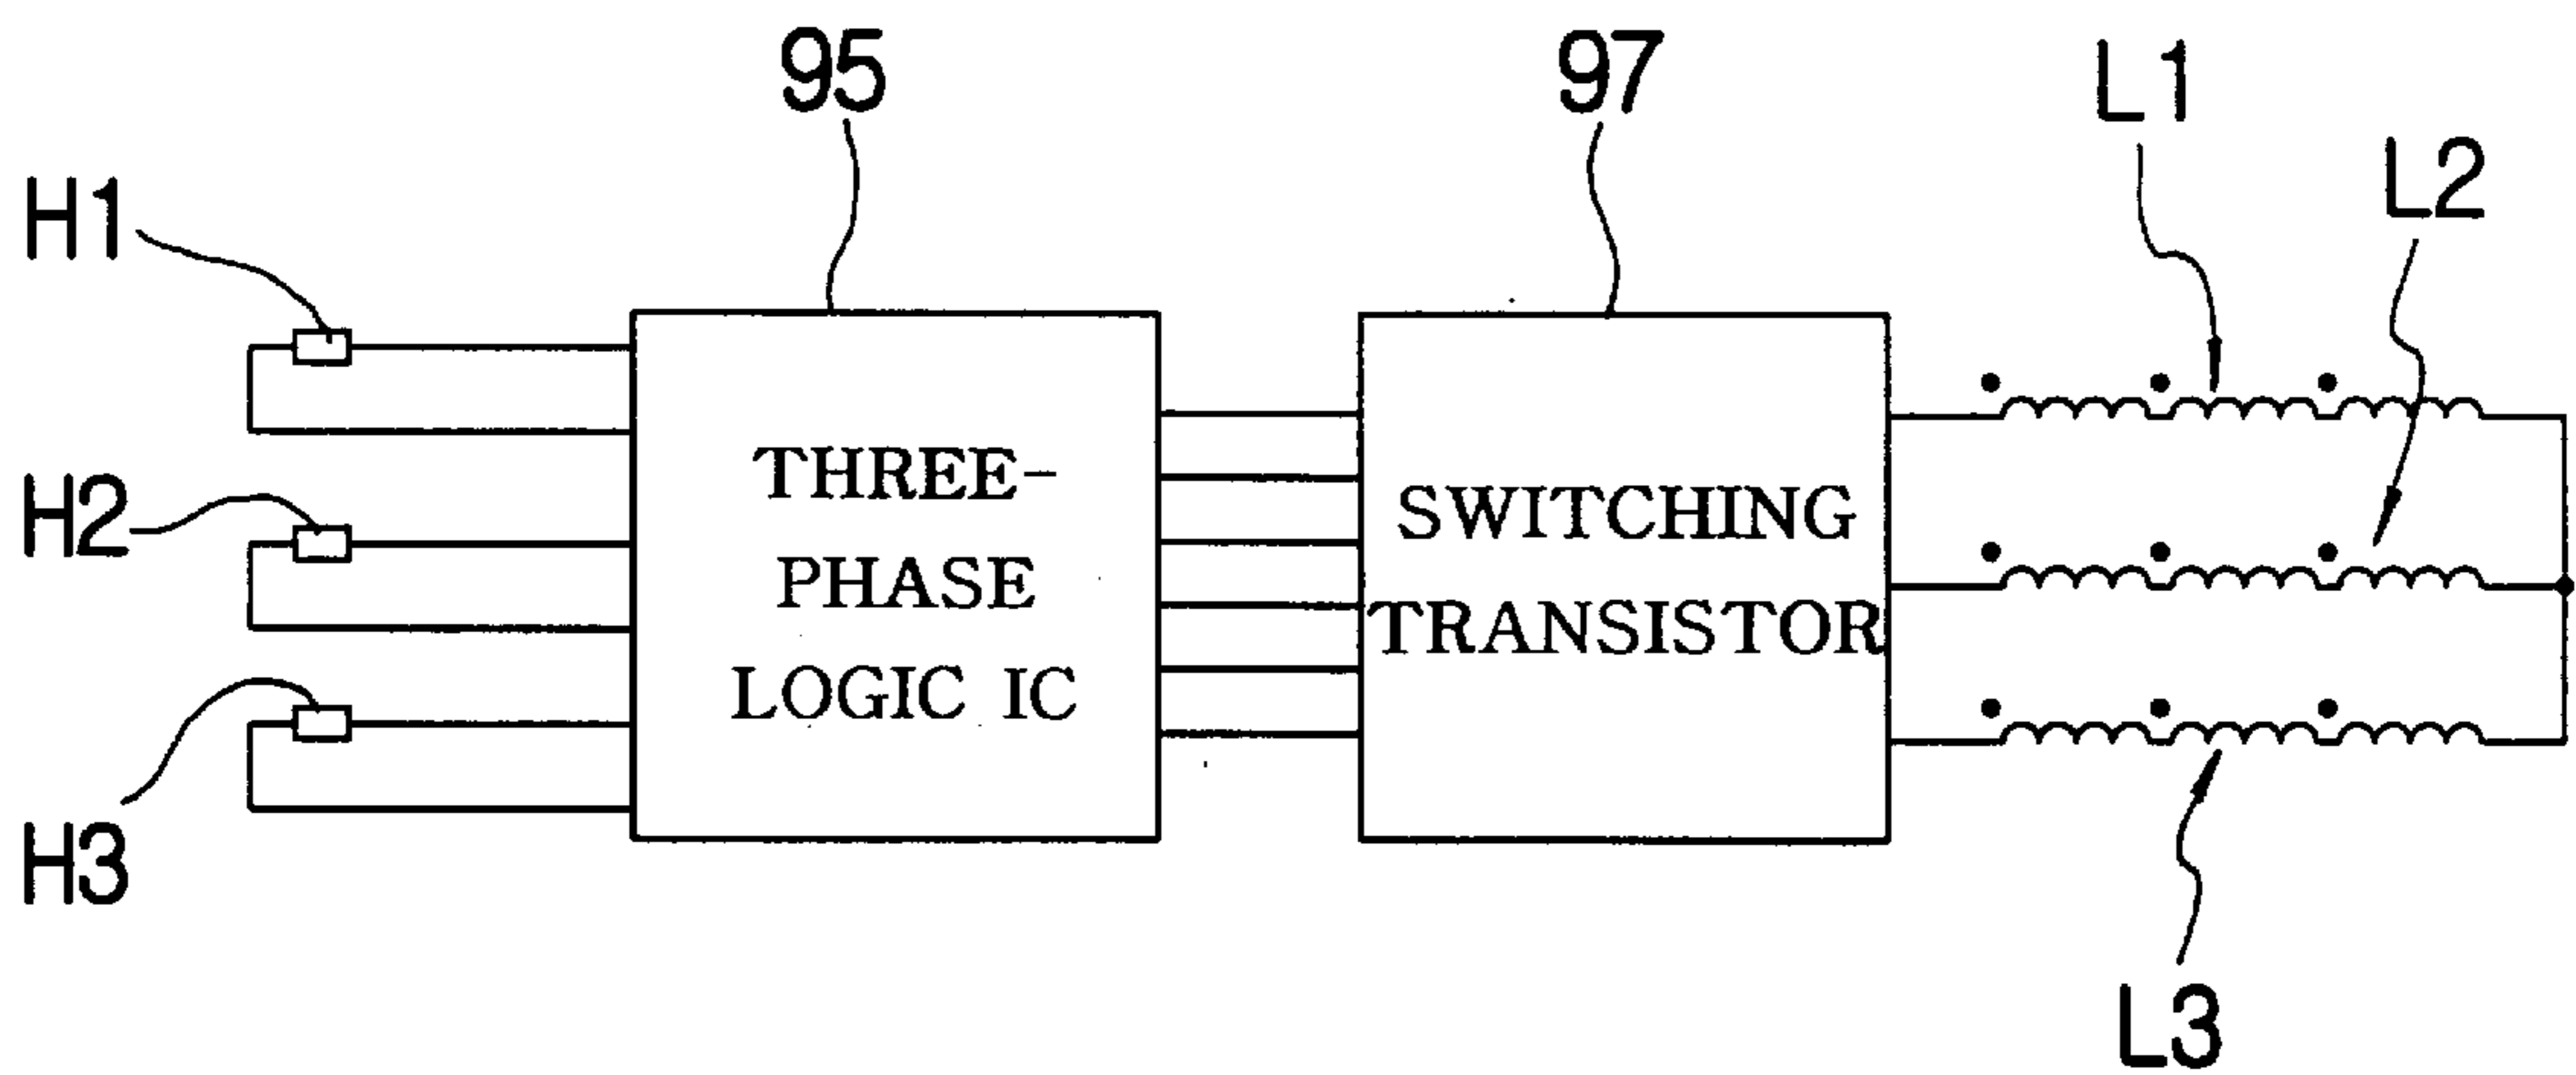 95
97
L1
L2
H1
H2
H3
THREE-
PHASE
LOGIC IC
SWITCHING
TRANSISTOR
L3